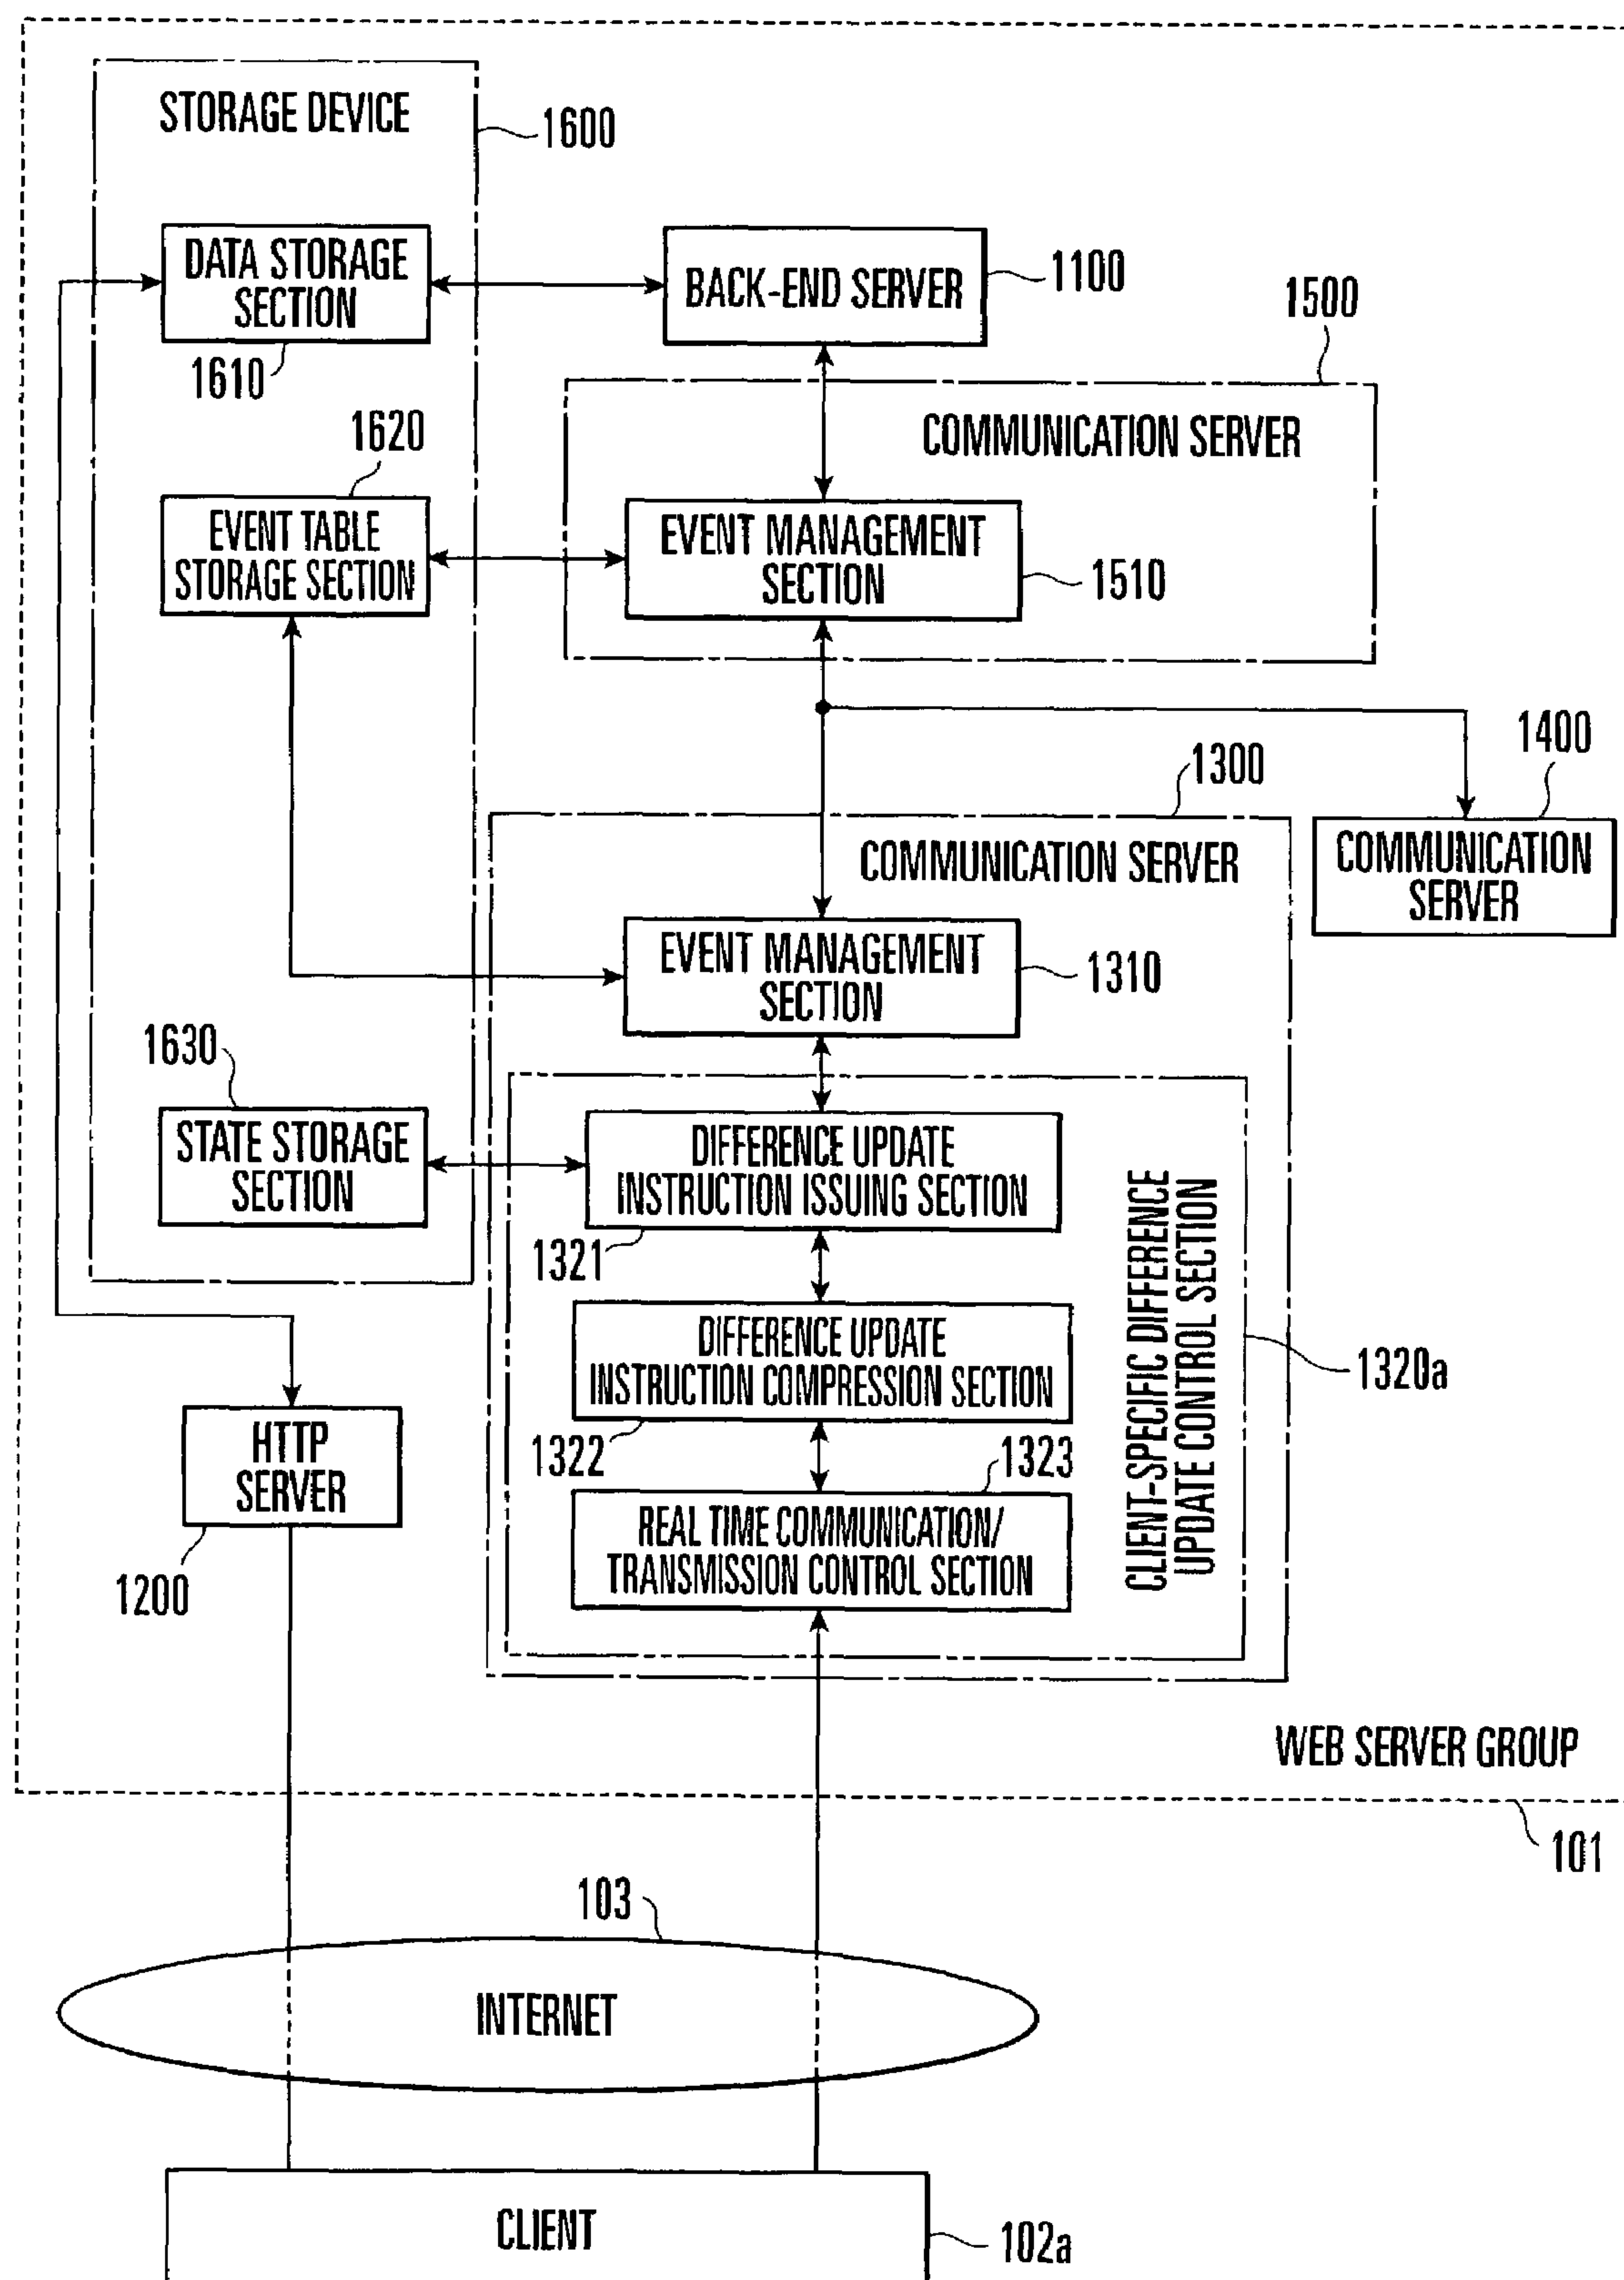 STORAGE DEVICE
1600
DATA STORAGE
SECTION
1610
BACK-END SERVER
1100
1500
COMMUNICATION SERVER
1620
EVENT TABLE
STORAGE SECTION
EVENT MANAGEMENT
SECTION
1510
1400
COMMUNICATION
SERVER
1300
COMMUNICATION SERVER
EVENT MANAGEMENT
SECTION
1310
1630
STATE STORAGE
SECTION
DIFFERENCE UPDATE
INSTRUCTION ISSUING SECTION
1321
DIFFERENCE UPDATE
INSTRUCTION COMPRESSION SECTION
1322
1323
REAL TIME COMMUNICATION/
TRANSMISSION CONTROL SECTION
CLIENT-SPECIFIC DIFFERENCE
UPDATE CONTROL SECTION
1320a
HTTP
SERVER
1200
WEB SERVER GROUP
101
103
INTERNET
CLIENT
102a